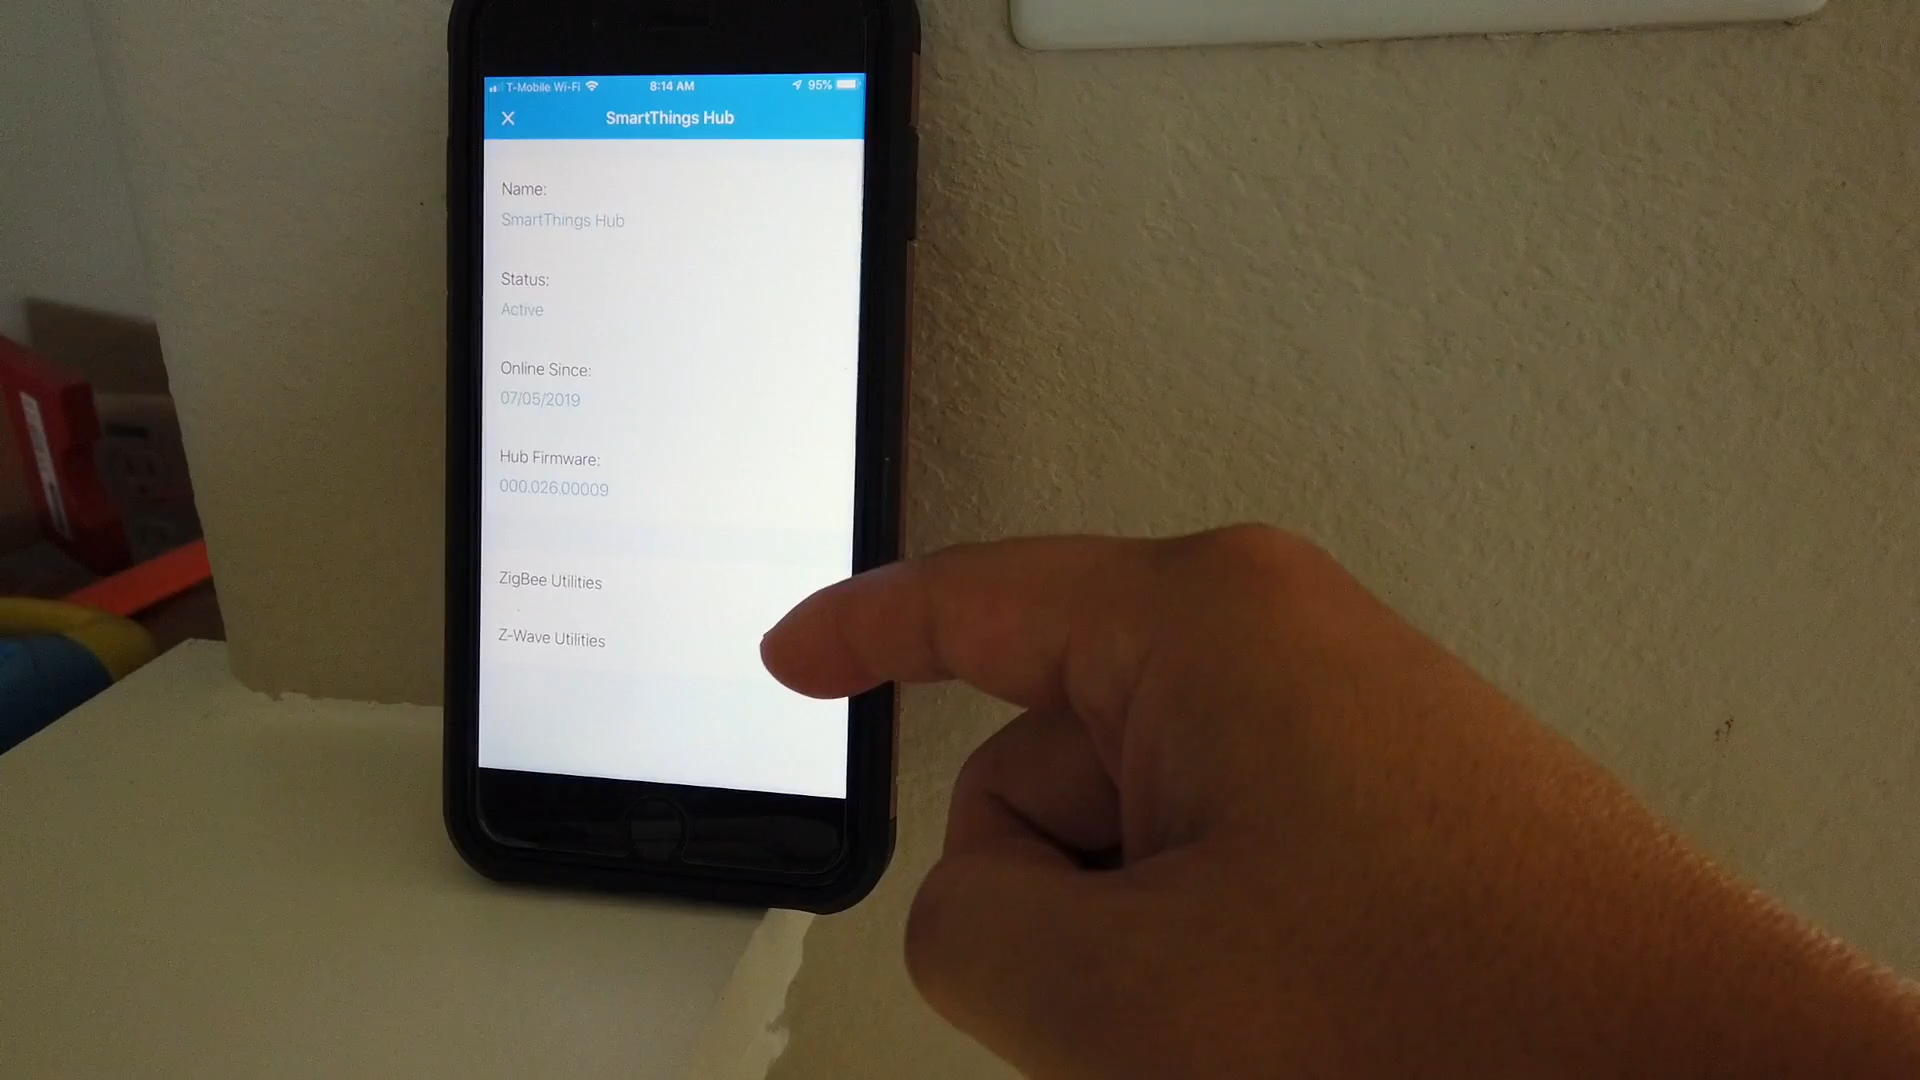 T-Mobile Wi-Fi 8:14 AM 95%
SmartThings Hub
Name:
SmartThings Hub
Status:
Active
Online Since:
07/05/2019
Hub Firmware:
000.026.00009
ZigBee Utilities
Z-Wave Utilities